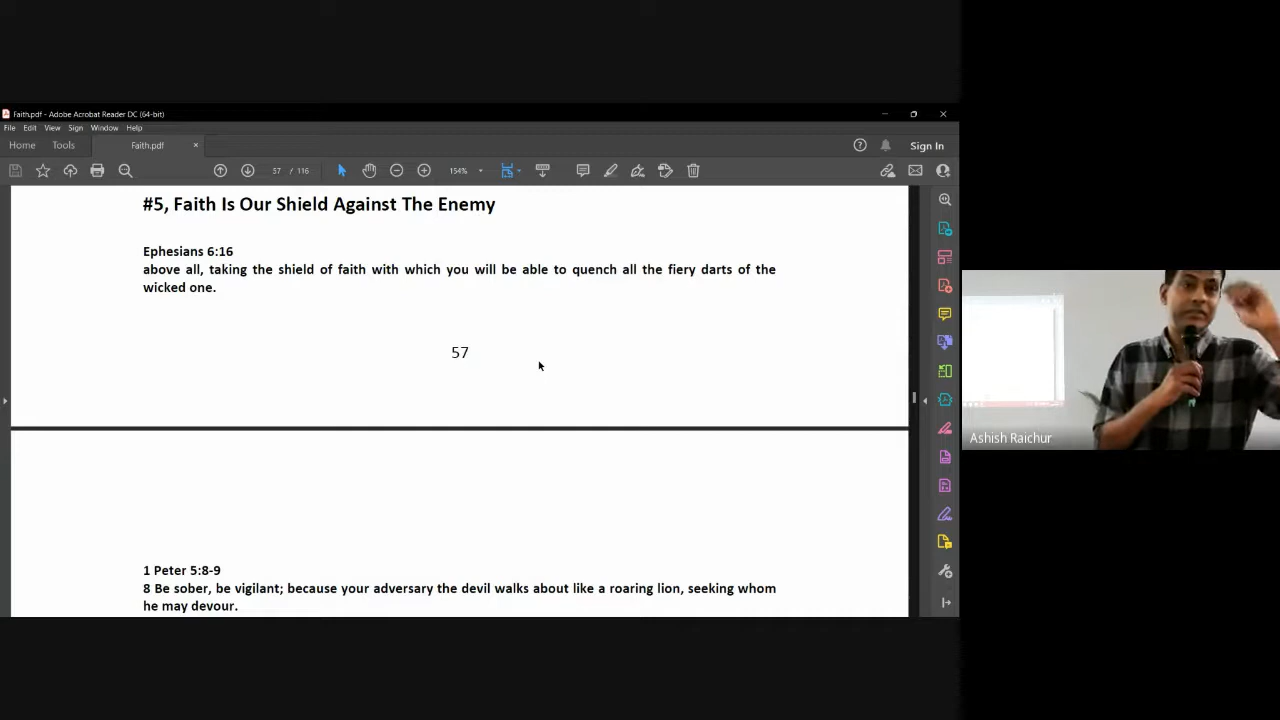 Faith.pdf - Adobe Acrobat Reader DC (64-bit)
File Edit View Sign Window Help
Home Tools Faith.pdf × Sign In
57 / 116 154%
#5, Faith Is Our Shield Against The Enemy
Ephesians 6:16
above all, taking the shield of faith with which you will be able to quench all the fiery darts of the
wicked one.
57
1 Peter 5:8-9
8 Be sober, be vigilant; because your adversary the devil walks about like a roaring lion, seeking whom
he may devour.
Ashish Raichur